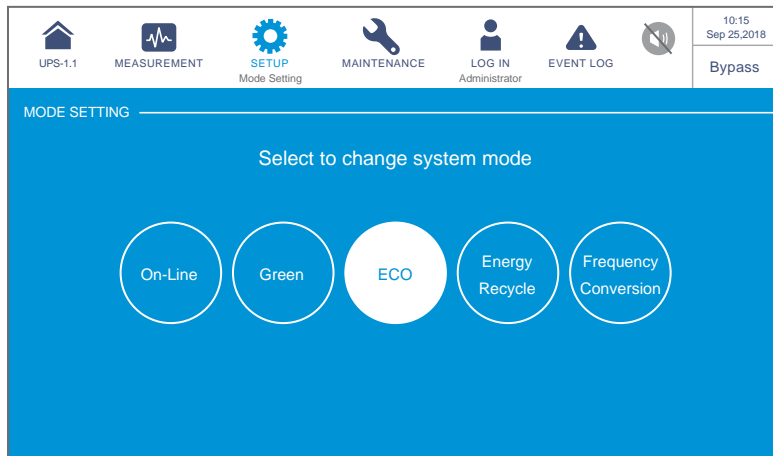 UPS-1.1
MEASUREMENT
SETUP
Mode Setting
MAINTENANCE
LOG IN
Administrator
EVENT LOG
10:15
Sep 25,2018
Bypass
MODE SETTING
Select to change system mode
On-Line
Green
ECO
Energy
Recycle
Frequency
Conversion